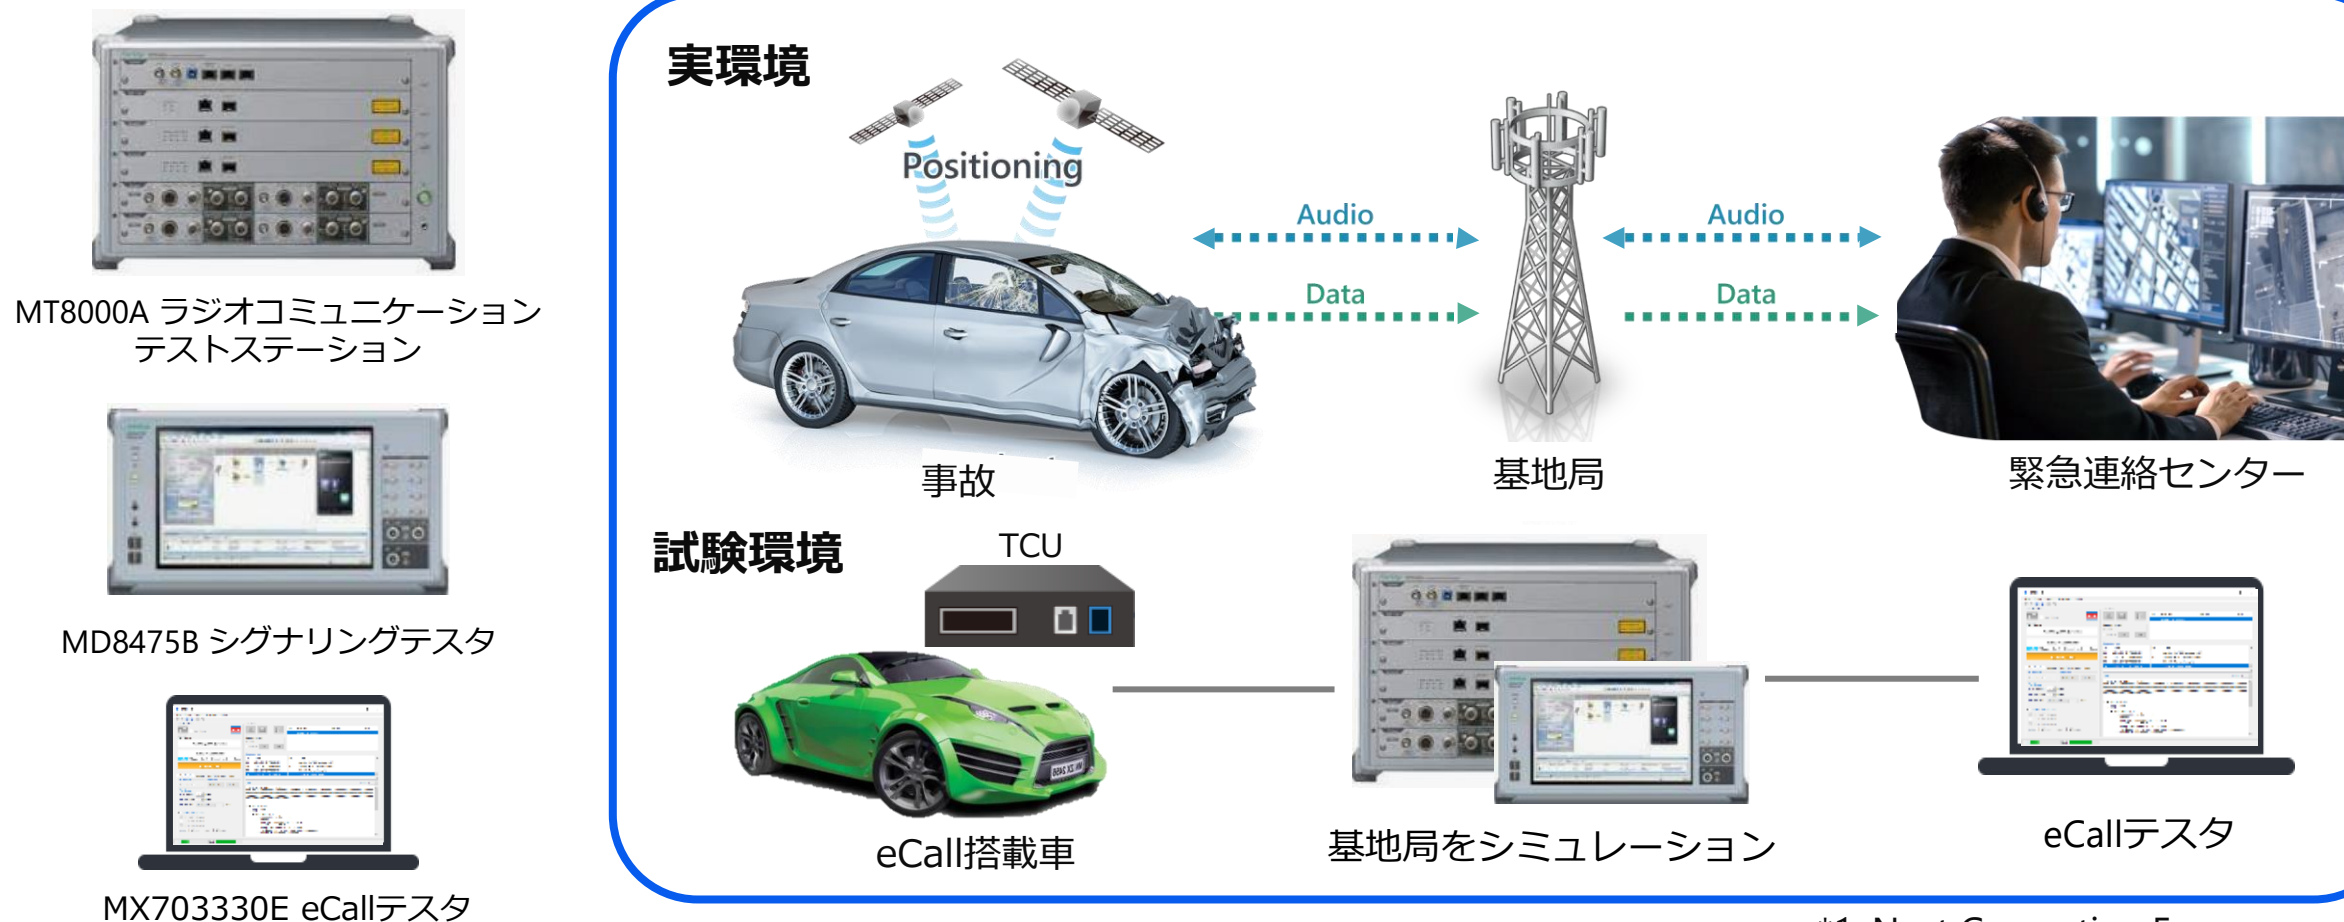 MT8000A ラジオコミュニケーション
テストステーション
MD8475B シグナリングテスタ
MX703330E eCallテスタ
実環境
Positioning
Audio
Audio
Data
Data
事故
基地局
緊急連絡センター
試験環境
TCU
eCall搭載車
基地局をシミュレーション
eCallテスタ